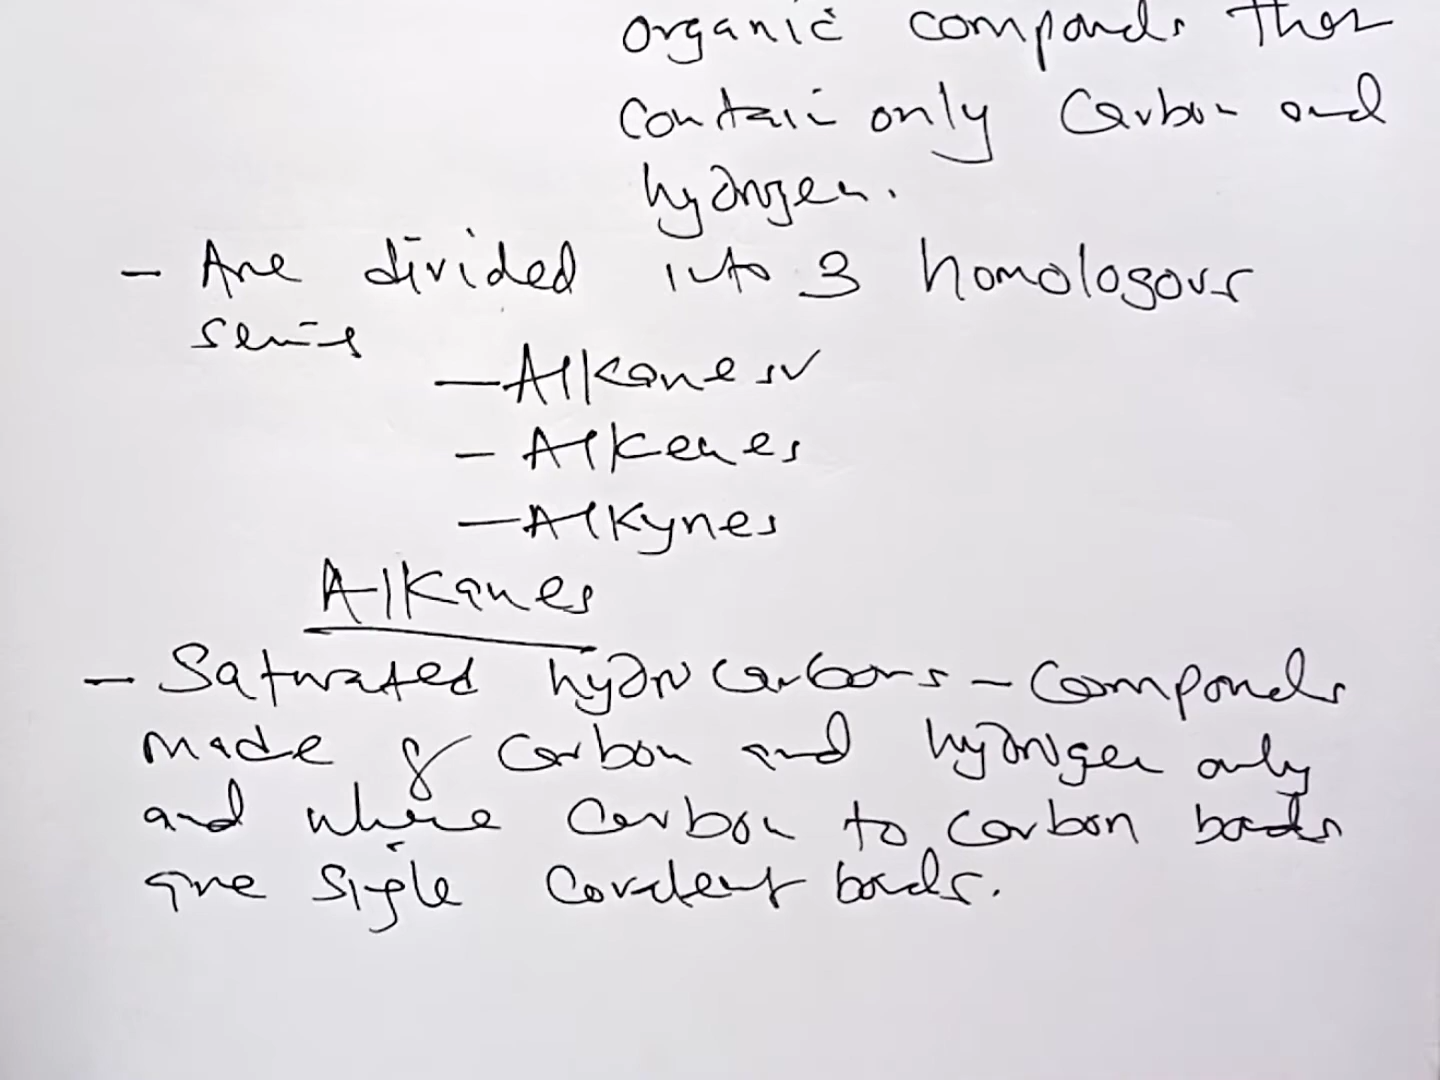 organic compounds that
contain only carbon and
hydrogen.
- Are divided into 3 homologous
series
- Alkanes ✓
- Alkenes
- Alkynes
Alkanes
- Saturated hydrocarbons - compounds
made of carbon and hydrogen only
and where carbon to carbon bonds
are single covalent bonds.